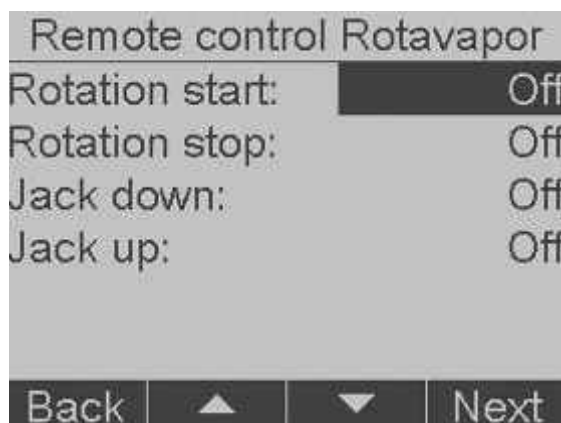 Remote control Rotavapor
Rotation start: Off
Rotation stop: Off
Jack down: Off
Jack up: Off
Back Next